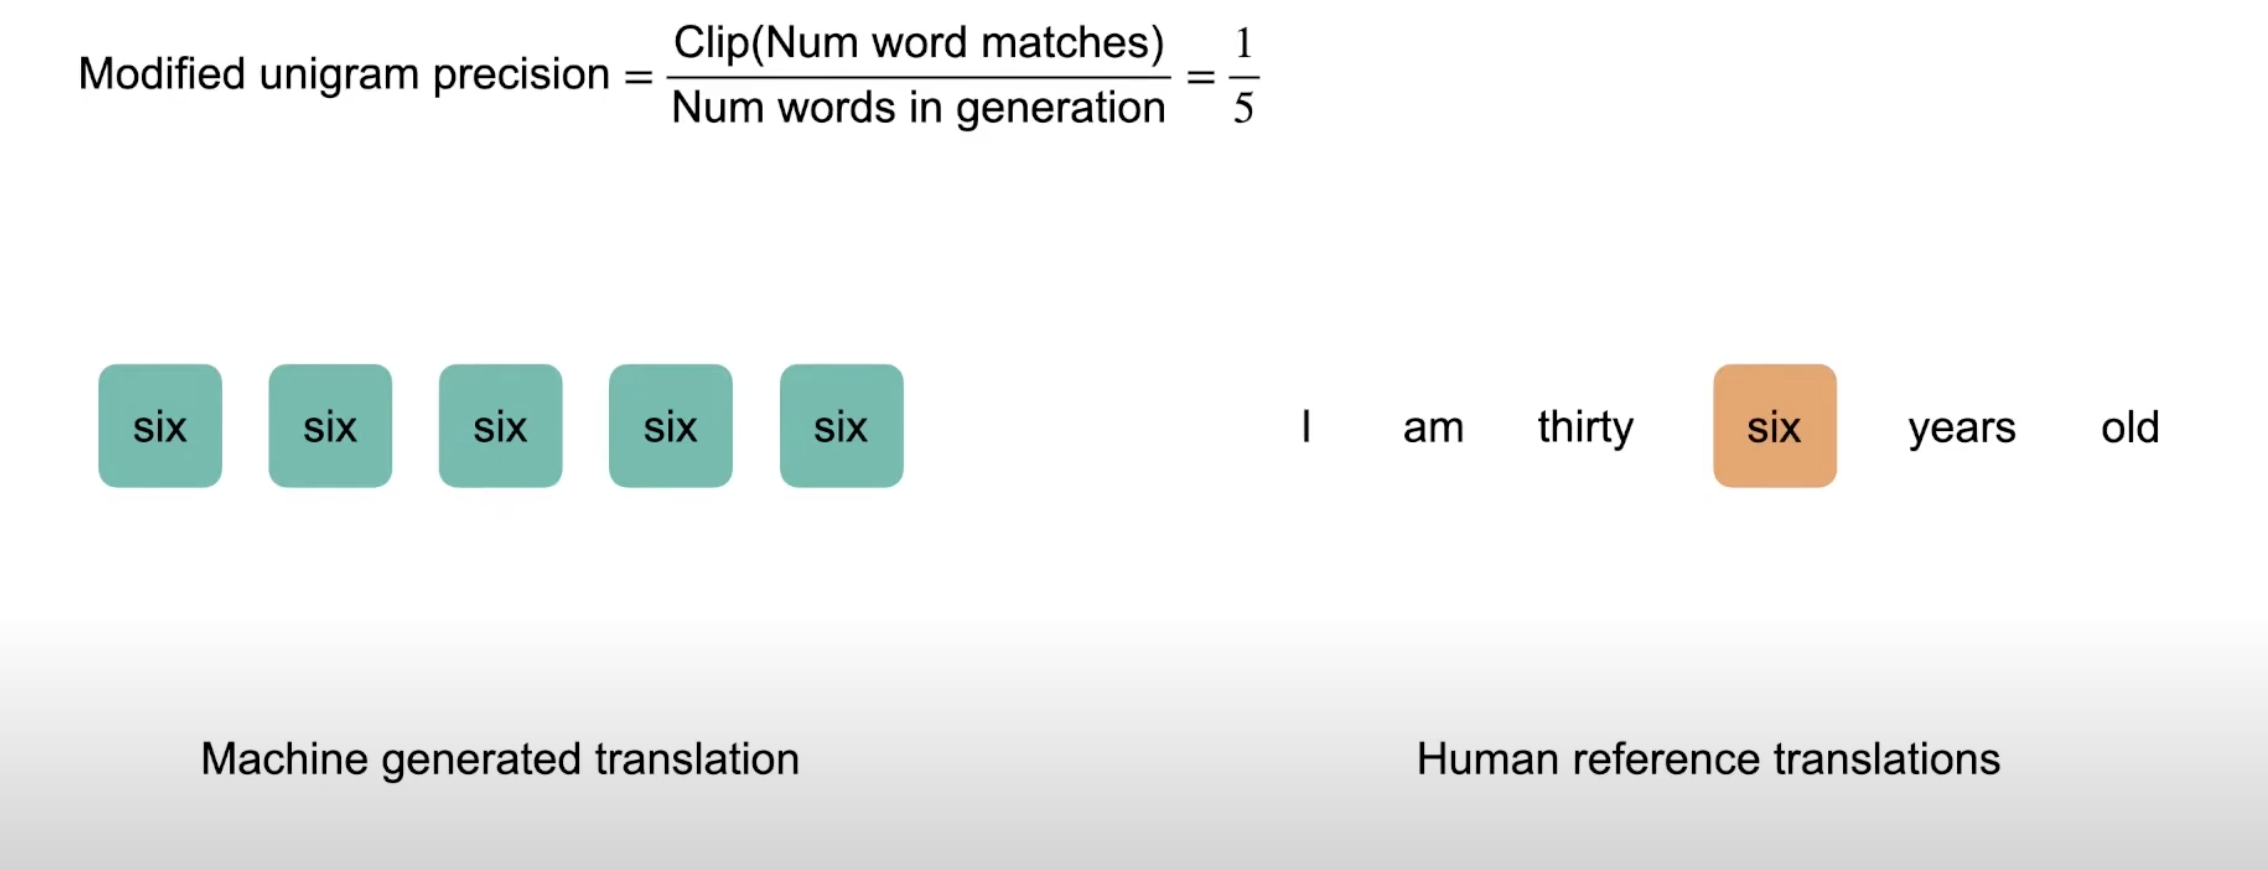 Modified unigram precision = Clip(Num word matches) / Num words in generation = 1/5
six six six six six I am thirty six years old
Machine generated translation Human reference translations